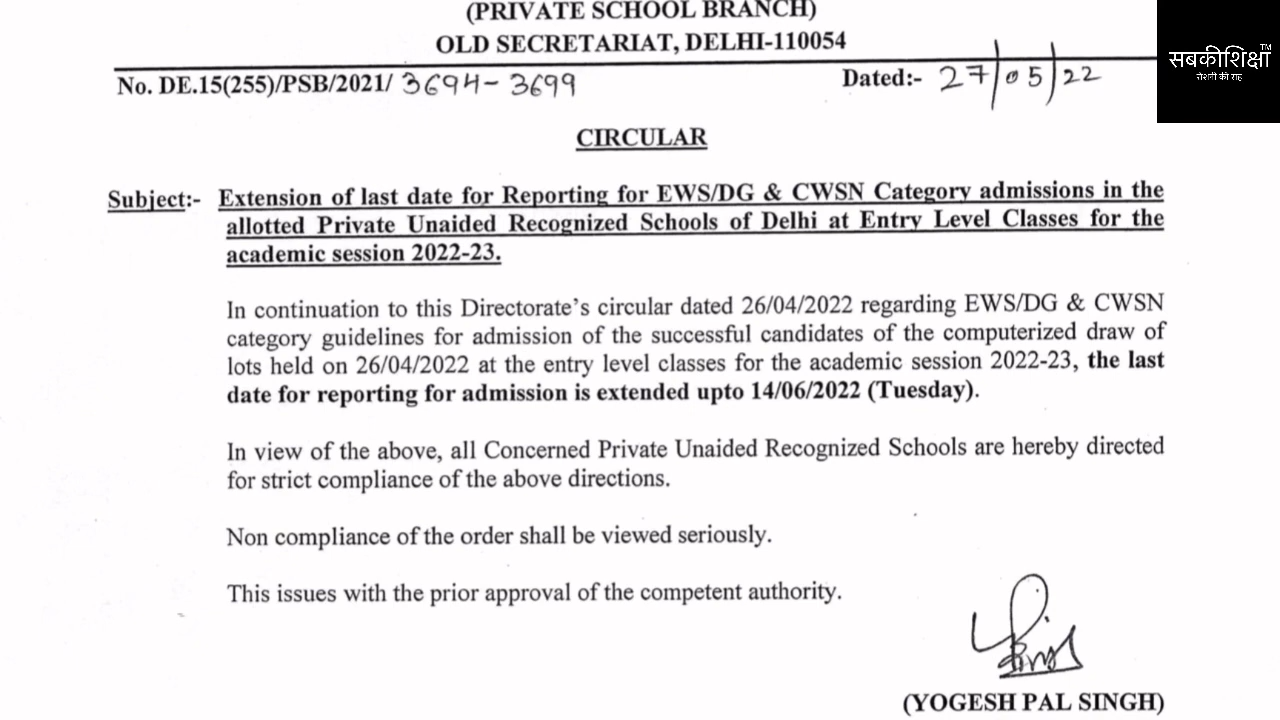 (PRIVATE SCHOOL BRANCH)
OLD SECRETARIAT, DELHI-110054
सबकीशिक्षा TM
रोशनी की राह
No. DE.15(255)/PSB/2021/ 3694-3699 Dated:- 27/05/22
CIRCULAR
Subject:- Extension of last date for Reporting for EWS/DG & CWSN Category admissions in the
allotted Private Unaided Recognized Schools of Delhi at Entry Level Classes for the
academic session 2022-23.
In continuation to this Directorate's circular dated 26/04/2022 regarding EWS/DG & CWSN
category guidelines for admission of the successful candidates of the computerized draw of
lots held on 26/04/2022 at the entry level classes for the academic session 2022-23, the last
date for reporting for admission is extended upto 14/06/2022 (Tuesday).
In view of the above, all Concerned Private Unaided Recognized Schools are hereby directed
for strict compliance of the above directions.
Non compliance of the order shall be viewed seriously.
This issues with the prior approval of the competent authority.
(YOGESH PAL SINGH)